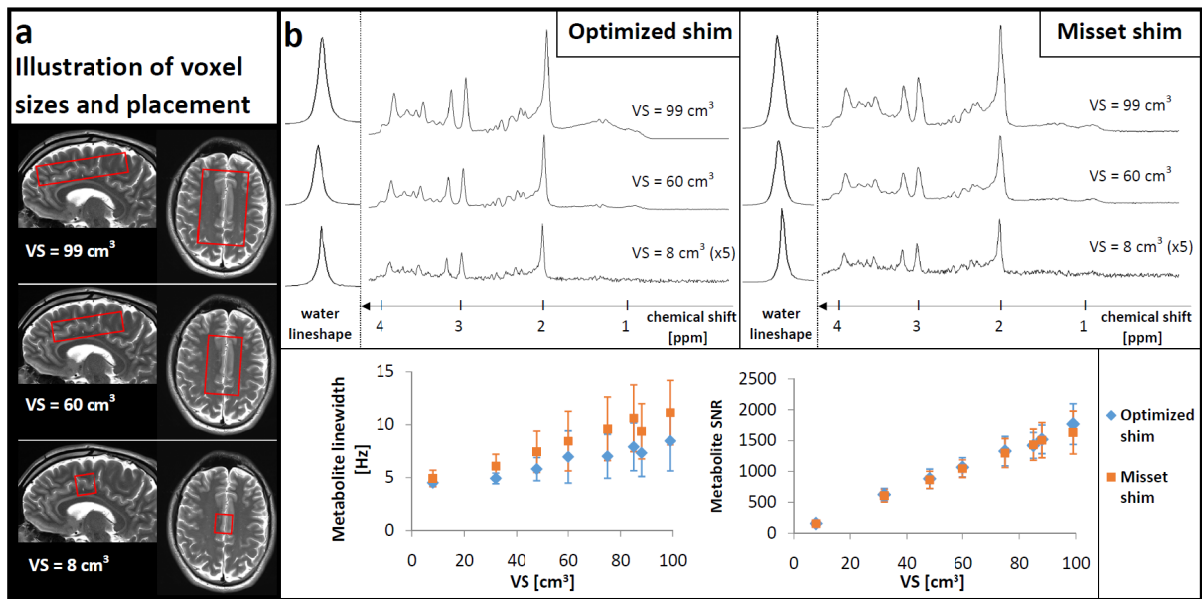 a
Illustration of voxel
sizes and placement
VS = 99 cm³
VS = 60 cm³
VS = 8 cm³
b
Optimized shim
VS = 99 cm³
VS = 60 cm³
VS = 8 cm³ (x5)
water
lineshape
4 3 2 1
chemical shift
[ppm]
Misset shim
VS = 99 cm³
VS = 60 cm³
VS = 8 cm³ (x5)
water
lineshape
4 3 2 1
chemical shift
[ppm]
Metabolite linewidth
[Hz]
15
10
5
0
0 20 40 60 80 100
VS [cm³]
Metabolite SNR
2500
2000
1500
1000
500
0
0 20 40 60 80 100
VS [cm³]
Optimized
shim
Misset
shim